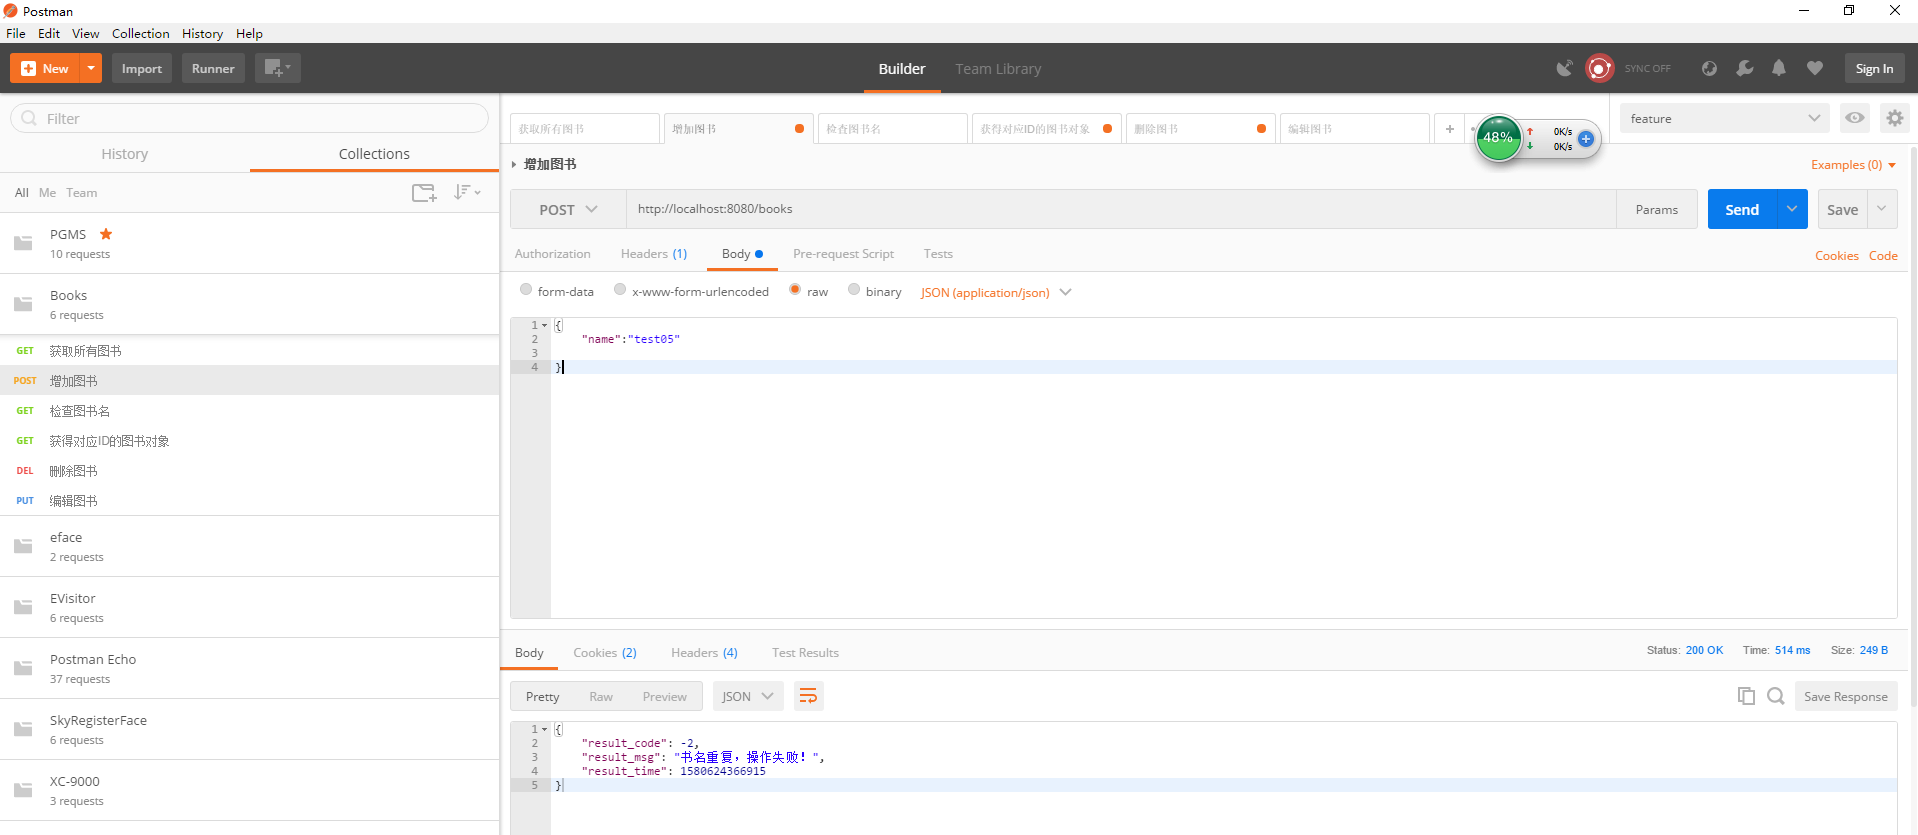 Postman
File Edit View Collection History Help
New Import Runner Builder Team Library SYNC OFF Sign In
Filter
History Collections
All Me Team
PGMS
10 requests
Books
6 requests
GET 获取所有图书
POST 增加图书
GET 检查图书名
GET 获得对应ID的图书对象
DEL 删除图书
PUT 编辑图书
eface
2 requests
EVisitor
6 requests
Postman Echo
37 requests
SkyRegisterFace
6 requests
XC-9000
3 requests
获取所有图书 增加图书 检查图书名 获得对应ID的图书对象 删除图书 编辑图书 +
48% 0K/s
0K/s
feature
增加图书 Examples (0)
POST http://localhost:8080/books Params Send Save
Authorization Headers (1) Body Pre-request Script Tests Cookies Code
form-data x-www-form-urlencoded raw binary JSON (application/json)
1 {
2 "name":"test05"
3
4 }
Body Cookies (2) Headers (4) Test Results Status: 200 OK Time: 514 ms Size: 249 B
Pretty Raw Preview JSON Save Response
1 {
2 "result_code": -2,
3 "result_msg": "书名重复，操作失败！",
4 "result_time": 1580624366915
5 }